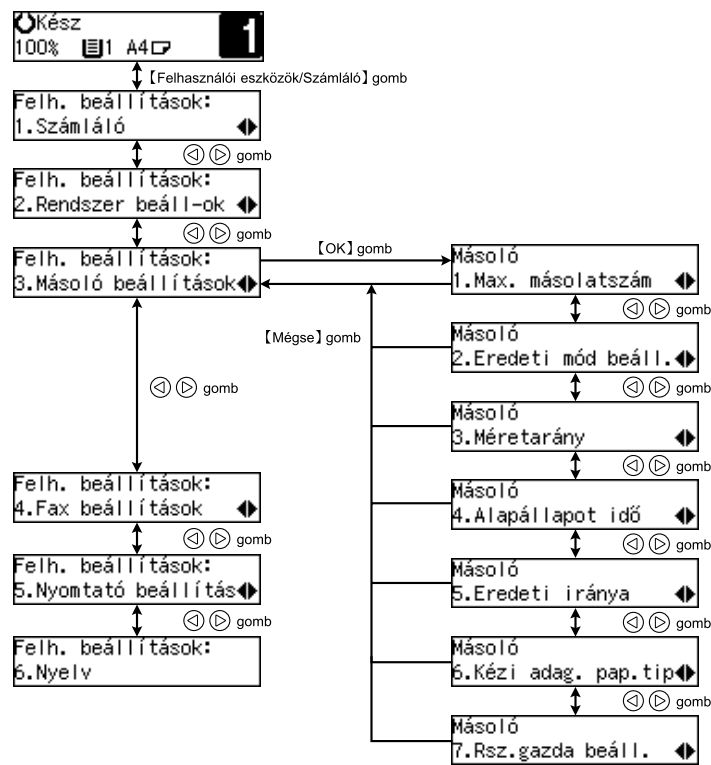 Kész
1
100% 1 A4
【Felhasználói eszközök/Számláló】gomb
Felh. beállítások:
1.Számláló
gomb
Felh. beállítások:
2.Rendszer beáll-ok
gomb
Felh. beállítások:
3.Másoló beállítások
【OK】gomb
【Mégse】gomb
gomb
Felh. beállítások:
4.Fax beállítások
gomb
Felh. beállítások:
5.Nyomtató beállítás
gomb
Felh. beállítások:
6.Nyelv
Másoló
1.Max. másolatszám
gomb
Másoló
2.Eredeti mód beáll.
gomb
Másoló
3.Méretarány
gomb
Másoló
4.Alapállapot idő
gomb
Másoló
5.Eredeti iránya
gomb
Másoló
6.Kézi adag. pap.tip
gomb
Másoló
7.Rsz.gazda beáll.